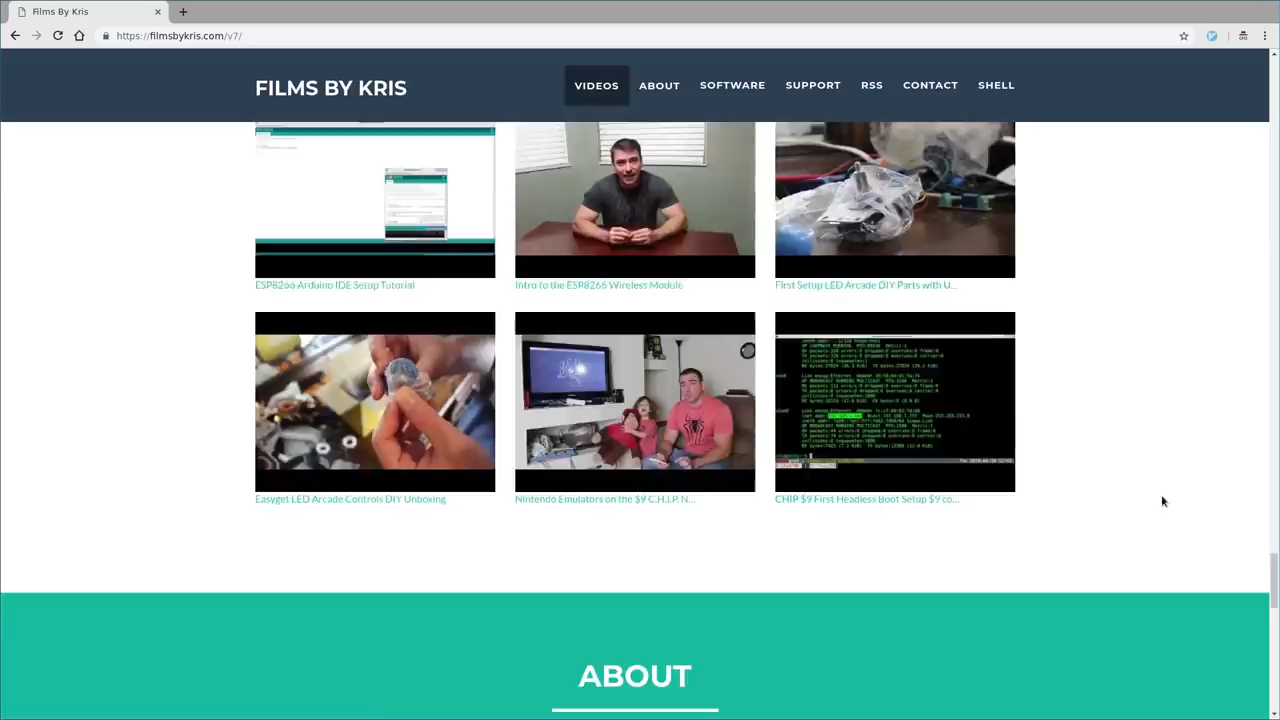 Films By Kris
https://filmsbykris.com/v7/
FILMS BY KRIS
VIDEOS
ABOUT
SOFTWARE
SUPPORT
RSS
CONTACT
SHELL
ESP8266 Arduino IDE Setup Tutorial
Intro to the ESP8266 Wireless Module
First Setup LED Arcade DIY Parts with U...
Easyget LED Arcade Controls DIY Unboxing
Nintendo Emulators on the $9 C.H.I.P. N...
CHIP $9 First Headless Boot Setup $9 co...
ABOUT